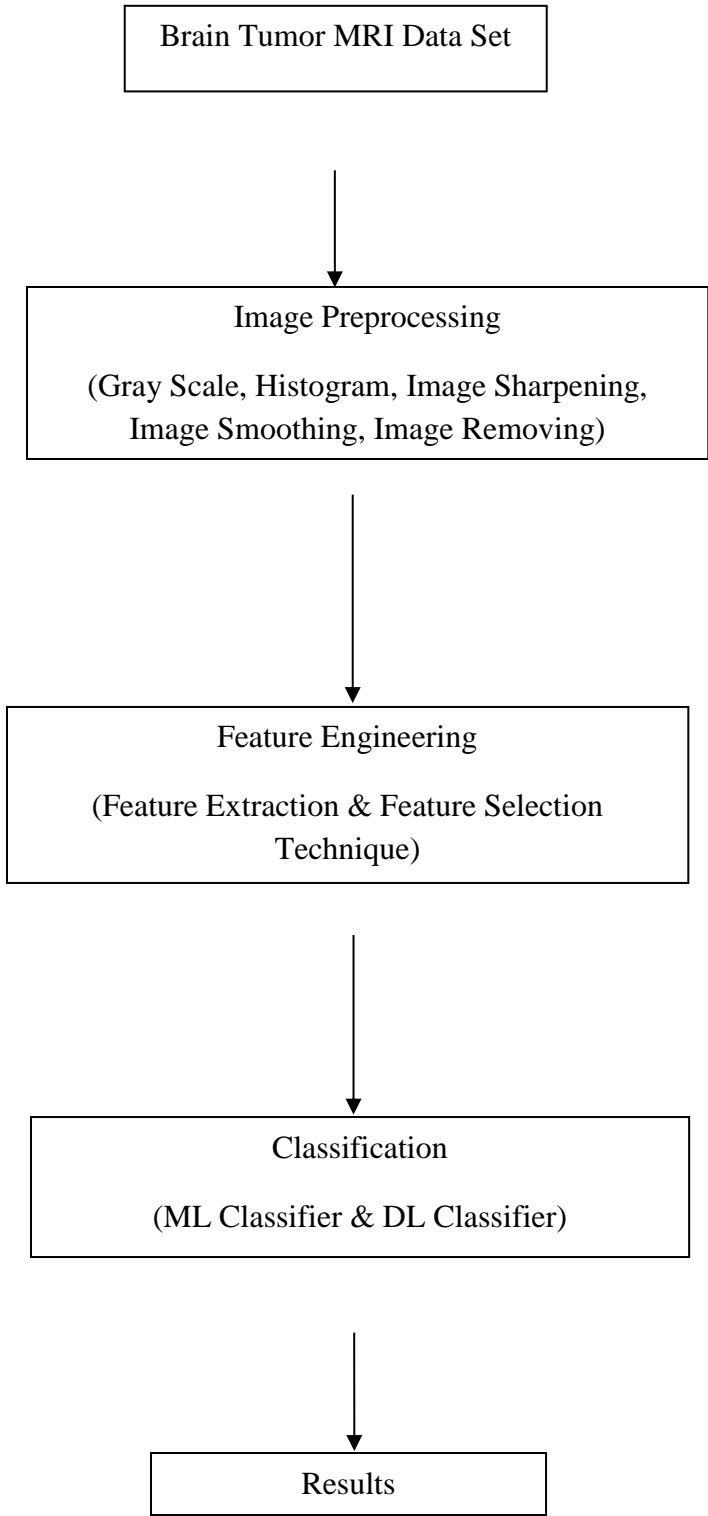 Brain Tumor MRI Data Set
Image Preprocessing
(Gray Scale, Histogram, Image Sharpening,
Image Smoothing, Image Removing)
Feature Engineering
(Feature Extraction & Feature Selection
Technique)
Classification
(ML Classifier & DL Classifier)
Results